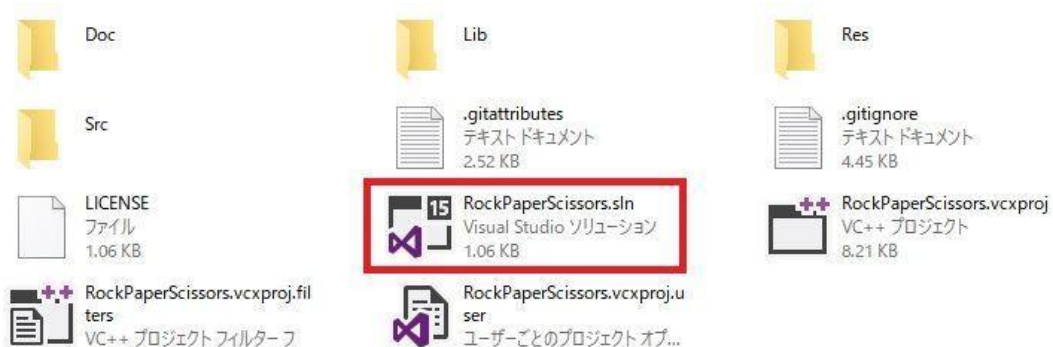 Doc
Lib
Res
Src
.gitattributes
テキスト ドキュメント
2.52 KB
.gitignore
テキスト ドキュメント
4.45 KB
LICENSE
ファイル
1.06 KB
15
RockPaperScissors.sln
Visual Studio ソリューション
1.06 KB
RockPaperScissors.vcxproj
VC++ プロジェクト
8.21 KB
RockPaperScissors.vcxproj.fil
ters
VC++ プロジェクト フィルター フ
RockPaperScissors.vcxproj.u
ser
ユーザーごとのプロジェクト オプ...